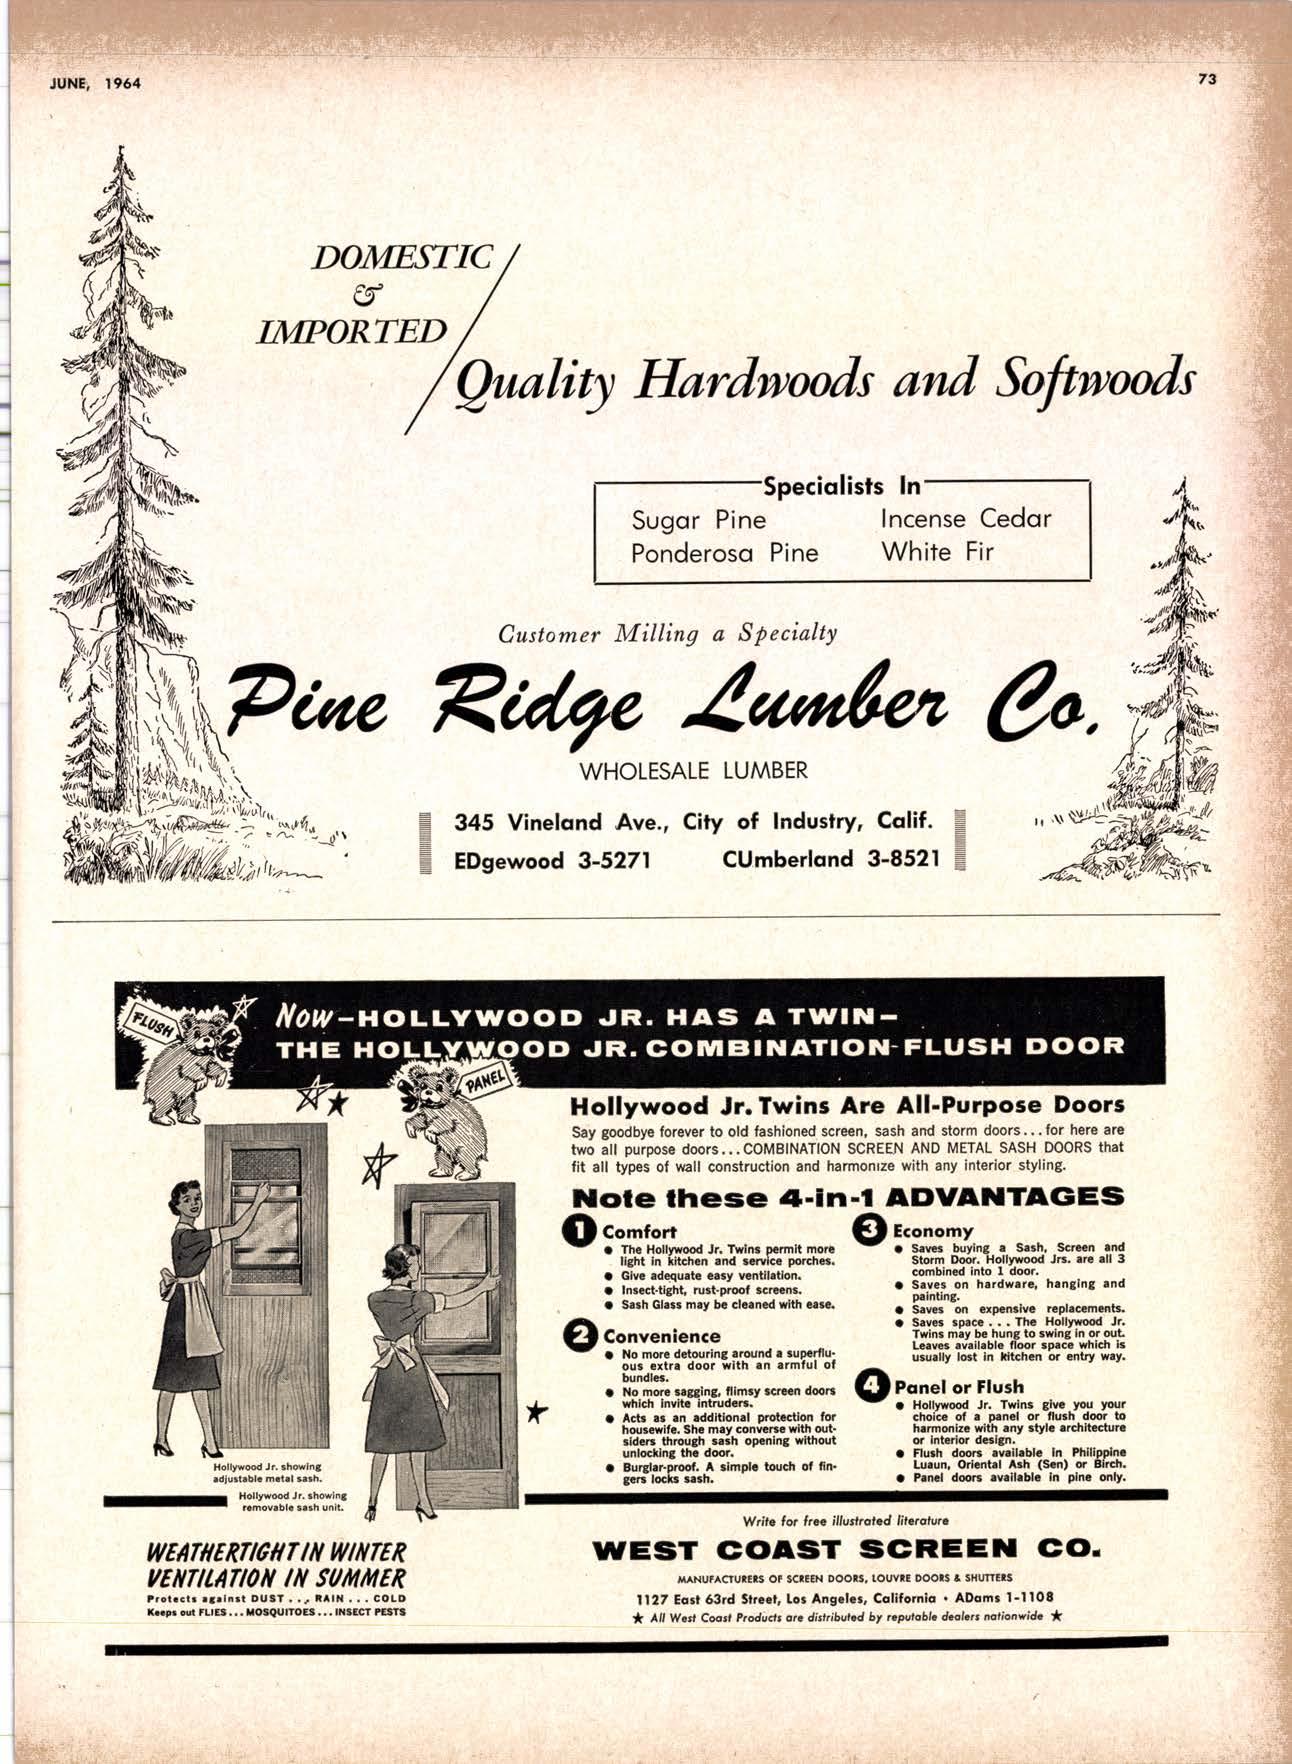 JUNE, 1964
73
DOMESTIC
&
IMPORTED
Quality Hardwoods and Softwoods
Specialists In
Sugar Pine Incense Cedar
Ponderosa Pine White Fir
Customer Milling a Specialty
Pine Ridge Lumber Co.
WHOLESALE LUMBER
345 Vineland Ave., City of Industry, Calif.
EDgewood 3-5271 CUmberland 3-8521
FLUSH
Now—HOLLYWOOD JR. HAS A TWIN—
THE HOLLYWOOD JR. COMBINATION-FLUSH DOOR
PANEL
Hollywood Jr. Twins Are All-Purpose Doors
Say goodbye forever to old fashioned screen, sash and storm doors...for here are
two all purpose doors...COMBINATION SCREEN AND METAL SASH DOORS that
fit all types of wall construction and harmonize with any interior styling.
Note these 4-in-1 ADVANTAGES
1 Comfort
• The Hollywood Jr. Twins permit more
light in kitchen and service porches.
• Give adequate easy ventilation.
• Insect-tight, rust-proof screens.
• Sash Glass may be cleaned with ease.
2 Convenience
• No more detouring around a superflu-
ous extra door with an armful of
bundles.
• No more sagging, flimsy screen doors
which invite intruders.
• Acts as an additional protection for
housewife. She may converse with out-
siders through sash opening without
unlocking the door.
• Burglar-proof. A simple touch of fin-
gers locks sash.
3 Economy
• Saves buying a Sash, Screen and
Storm Door. Hollywood Jrs. are all 3
combined into 1 door.
• Saves on hardware, hanging and
painting.
• Saves on expensive replacements.
• Saves space . . . The Hollywood Jr.
Twins may be hung to swing in or out.
Leaves available floor space which is
usually lost in kitchen or entry way.
4 Panel or Flush
• Hollywood Jr. Twins give you your
choice of a panel or flush door to
harmonize with any style architecture
or interior design.
• Flush doors available in Philippine
Luaun, Oriental Ash (Sen) or Birch.
• Panel doors available in pine only.
Hollywood Jr. showing
adjustable metal sash.
Hollywood Jr. showing
removable sash unit.
WEATHERTIGHT IN WINTER
VENTILATION IN SUMMER
Protects against DUST . . . RAIN . . . COLD
Keeps out FLIES . . . MOSQUITOES . . . INSECT PESTS
Write for free illustrated literature
WEST COAST SCREEN CO.
MANUFACTURERS OF SCREEN DOORS, LOUVRE DOORS & SHUTTERS
1127 East 63rd Street, Los Angeles, California • ADams 1-1108
★ All West Coast Products are distributed by reputable dealers nationwide ★